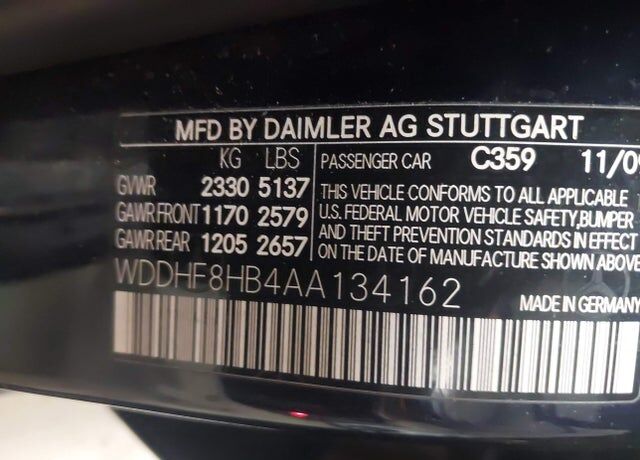 MFD BY DAIMLER AG STUTTGART
KG LBS
GVWR 2330 5137
GAWR FRONT 1170 2579
GAWR REAR 1205 2657
PASSENGER CAR C359 11/09
THIS VEHICLE CONFORMS TO ALL APPLICABLE
U.S. FEDERAL MOTOR VEHICLE SAFETY,BUMPER
AND THEFT PREVENTION STANDARDS IN EFFECT
ON THE DATE OF MANUFACTURE SHOWN ABOVE
WDDHF8HB4AA134162
MADE IN GERMANY